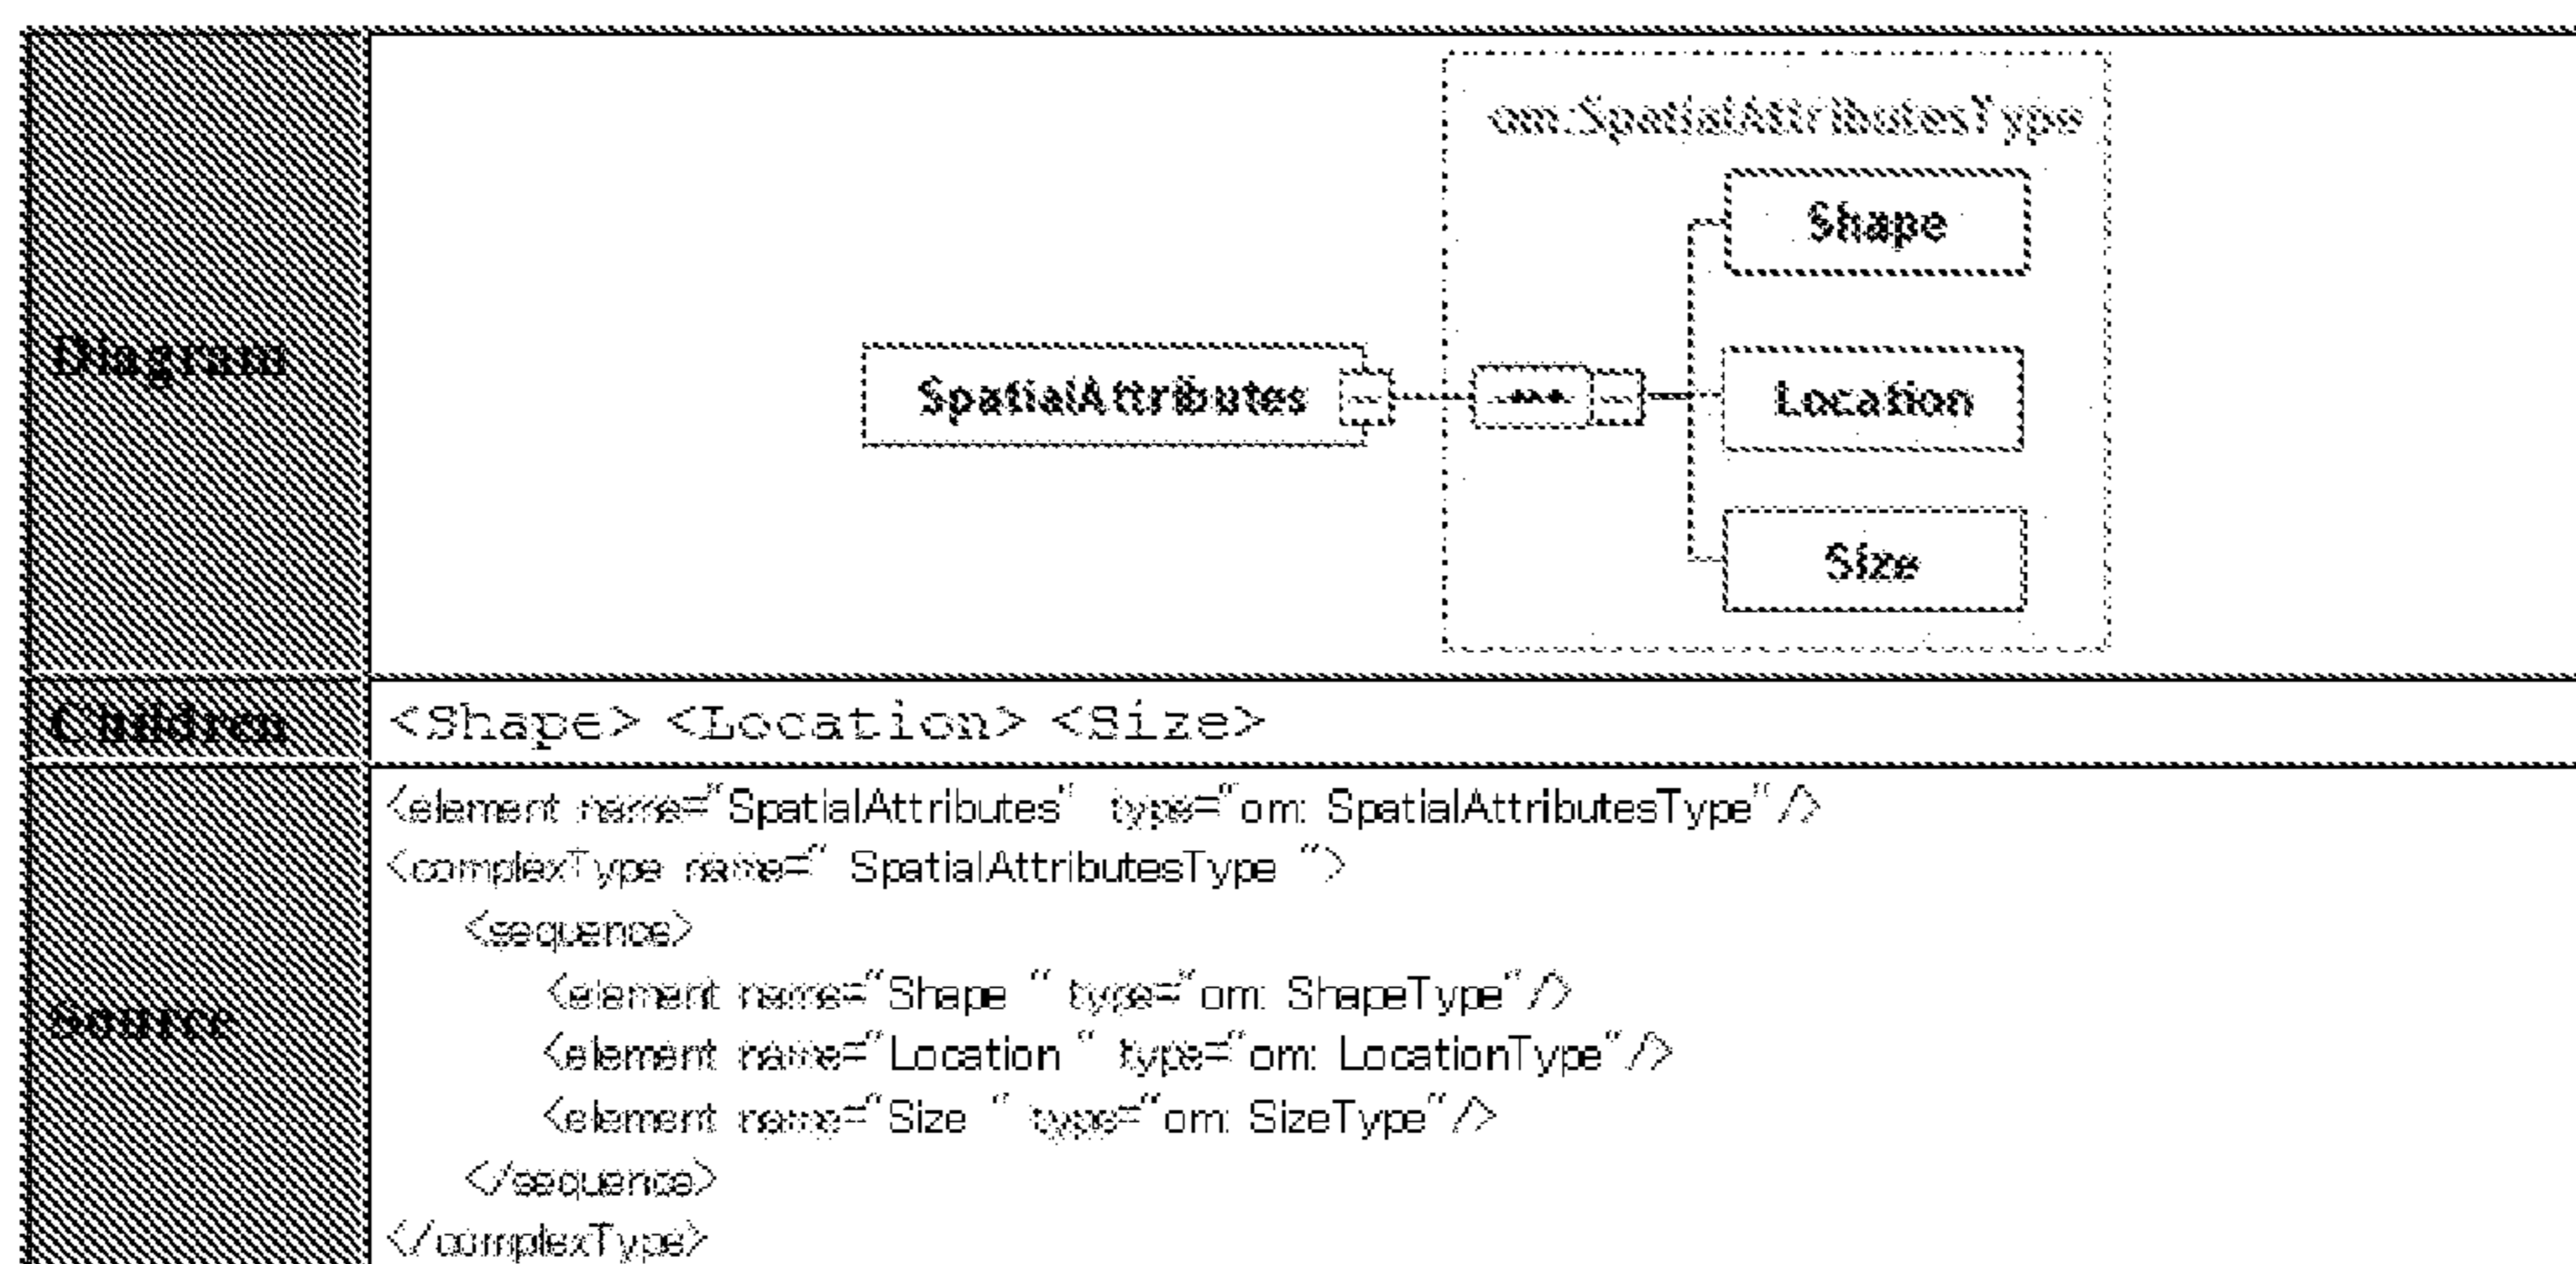 Diagram
om:SpatialAttributesType
Shape
SpatialAttributes
Location
Size
Children
<Shape> <Location> <Size>
Source
<element name="SpatialAttributes" type="om: SpatialAttributesType"/>
<complexType name=" SpatialAttributesType ">
<sequence>
<element name="Shape " type="om: ShapeType"/>
<element name="Location " type="om: LocationType"/>
<element name="Size " type="om: SizeType"/>
</sequence>
</complexType>